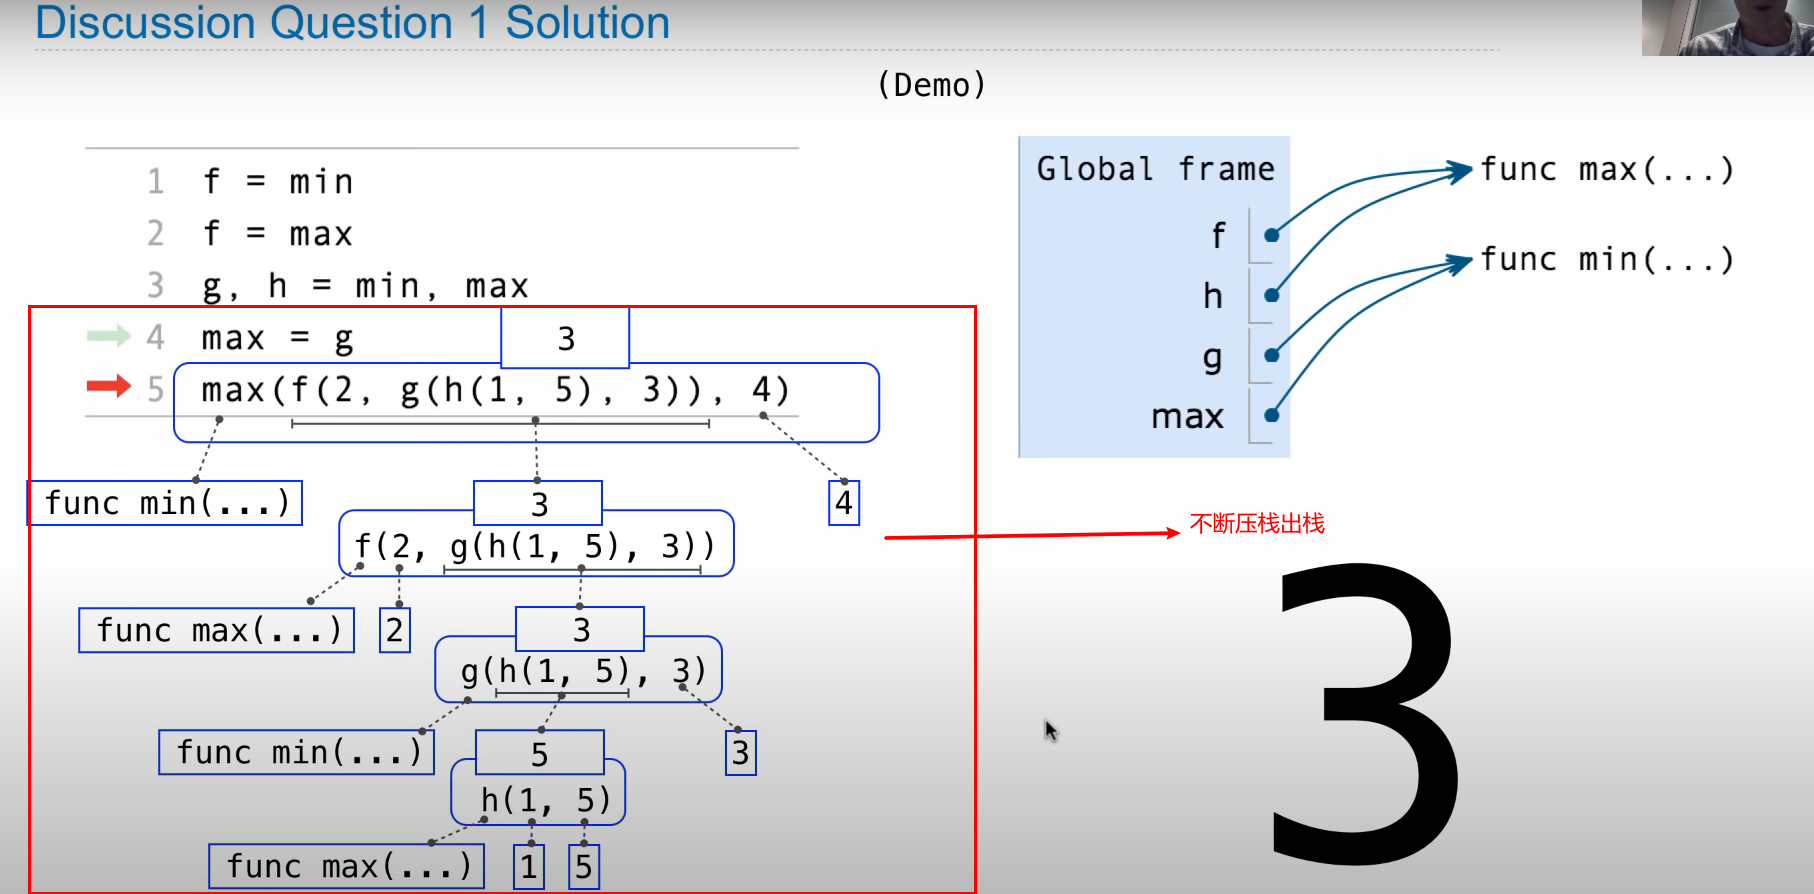 Discussion Question 1 Solution
(Demo)
1 f = min
2 f = max
3 g, h = min, max
4 max = g
3
5 max(f(2, g(h(1, 5), 3)), 4)
func min(...)
3
4
f(2, g(h(1, 5), 3))
func max(...)
2
3
g(h(1, 5), 3)
func min(...)
5
3
h(1, 5)
func max(...)
1
5
Global frame
f
h
g
max
func max(...)
func min(...)
不断压栈出栈
3